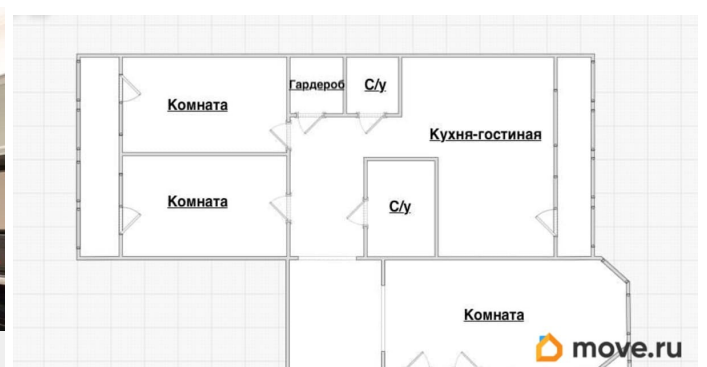 Гардероб
С/у
Комната
Кухня-гостиная
Комната
С/у
Комната
move.ru